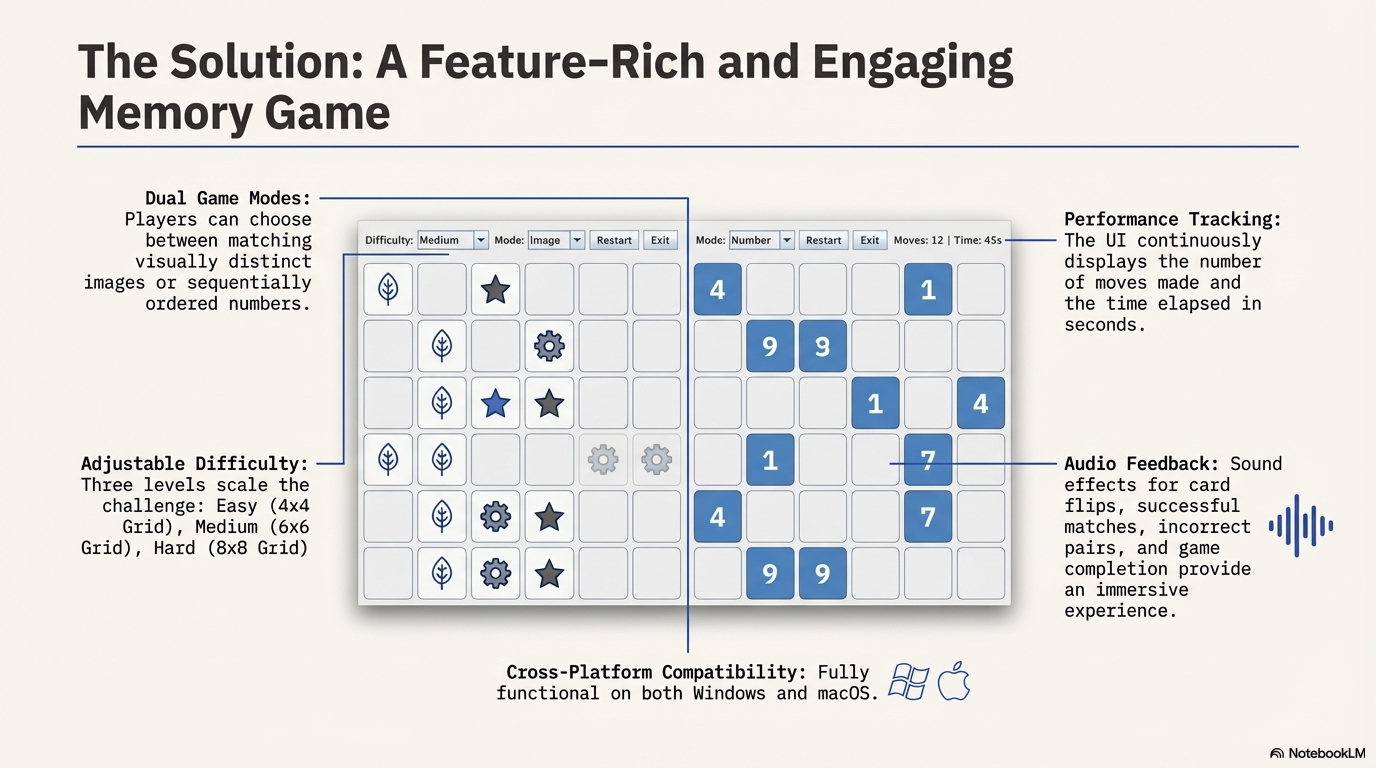 The Solution: A Feature-Rich and Engaging
Memory Game
Dual Game Modes:
Players can choose
between matching
visually distinct
images or sequentially
ordered numbers.
Adjustable Difficulty:
Three levels scale the
challenge: Easy (4x4
Grid), Medium (6x6
Grid), Hard (8x8 Grid)
Difficulty: Medium Mode: Image Restart Exit
Mode: Number Restart Exit Moves: 12 | Time: 45s
4 1
9 3
1 4
1 7
4 7
9 9
Performance Tracking:
The UI continuously
displays the number
of moves made and
the time elapsed in
seconds.
Audio Feedback: Sound
effects for card
flips, successful
matches, incorrect
pairs, and game
completion provide
an immersive
experience.
Cross-Platform Compatibility: Fully
functional on both Windows and macOS.
NotebookLM